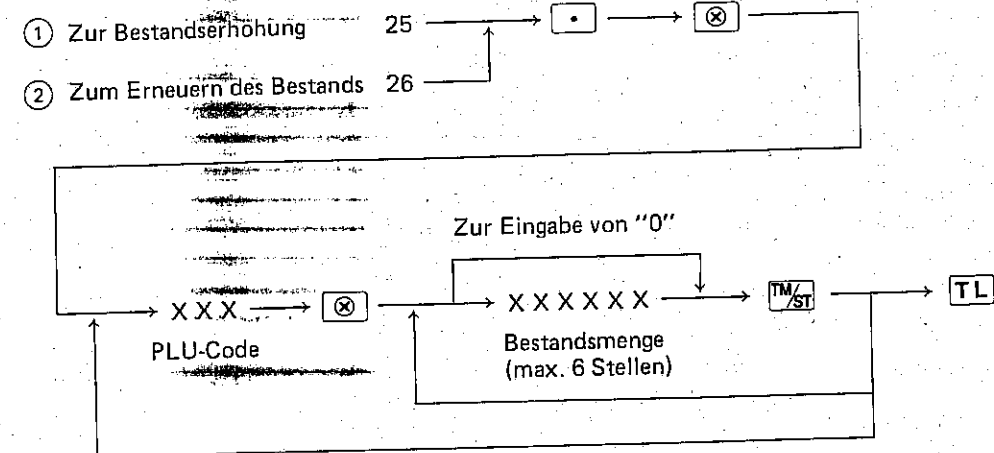 ① Zur Bestandserhöhung 25 • ⊗
② Zum Erneuern des Bestands 26
Zur Eingabe von "0"
XXX ⊗ XXXXXX TM/ST TL
PLU-Code Bestandsmenge
(max. 6 Stellen)